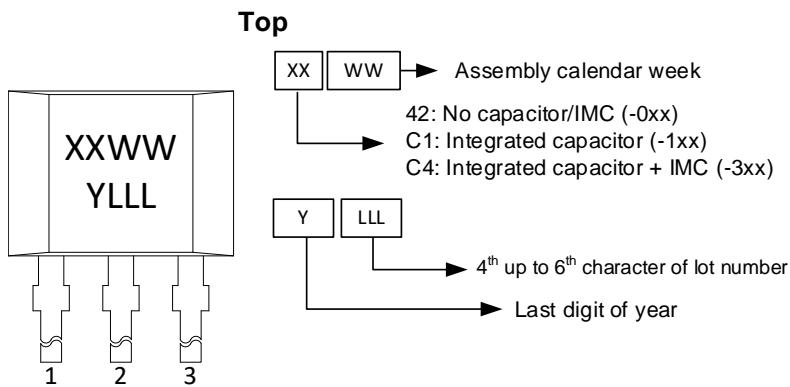 Top
XX WW Assembly calendar week
42: No capacitor/IMC (-0xx)
C1: Integrated capacitor (-1xx)
C4: Integrated capacitor + IMC (-3xx)
XXWW
YLLL
Y LLL
4th up to 6th character of lot number
Last digit of year
1 2 3